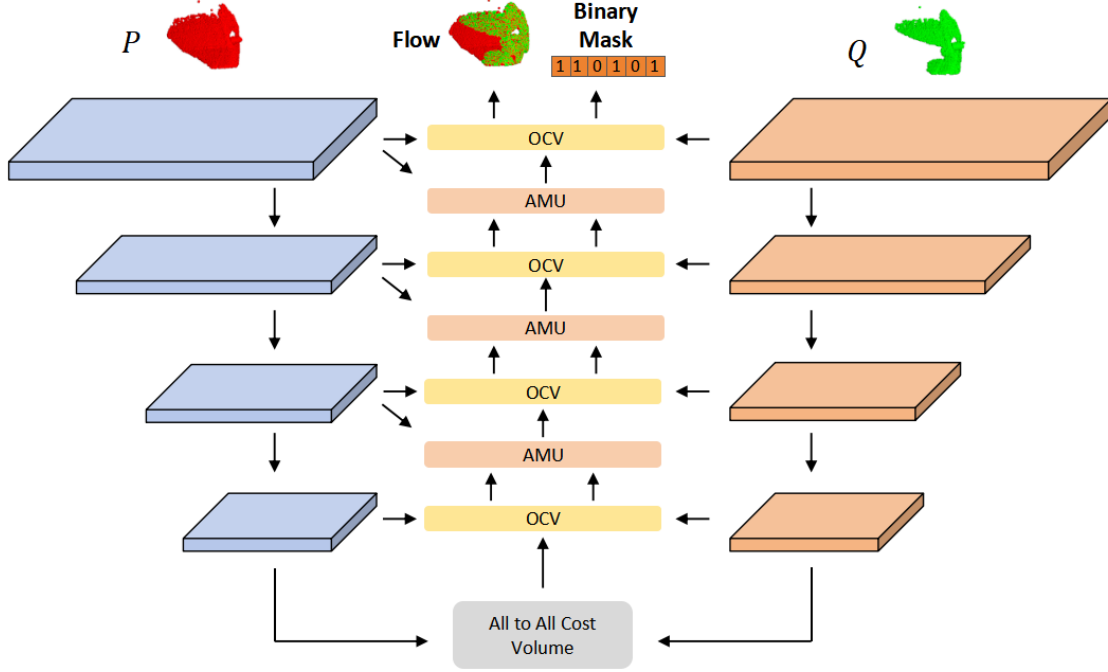 P
Flow
Binary
Mask
1 1 0 1 0 1
Q
OCV
AMU
OCV
AMU
OCV
AMU
OCV
All to All Cost
Volume